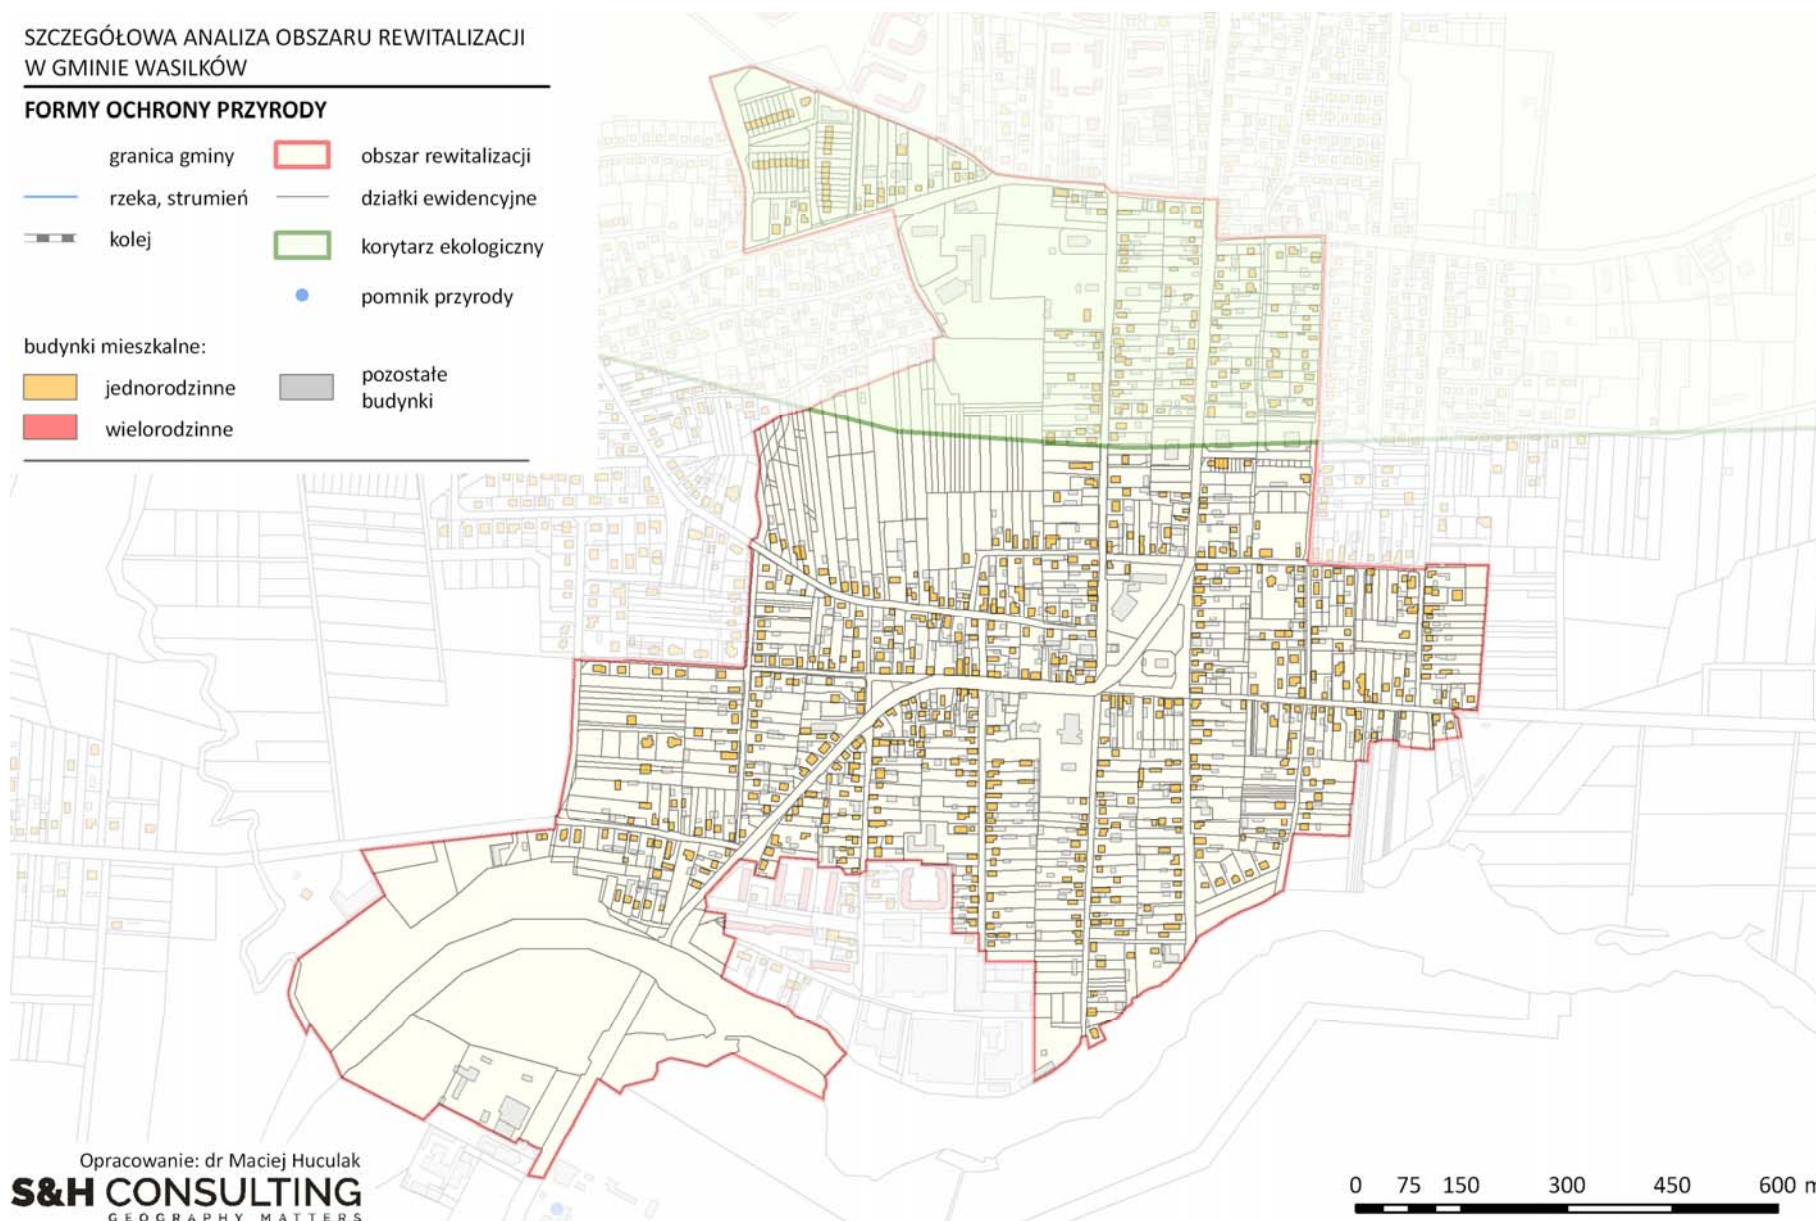 SZCZEGÓŁOWA ANALIZA OBSZARU REWITALIZACJI
W GMINIE WASILKÓW
FORMY OCHRONY PRZYRODY
granica gminy
obszar rewitalizacji
rzeka, strumień
działki ewidencyjne
kolej
korytarz ekologiczny
pomnik przyrody
budynki mieszkalne:
jednorodzinne
pozostałe
budynki
wielorodzinne
Opracowanie: dr Maciej Huculak
S&H CONSULTING
GEOGRAPHY MATTERS
0 75 150 300 450 600 m